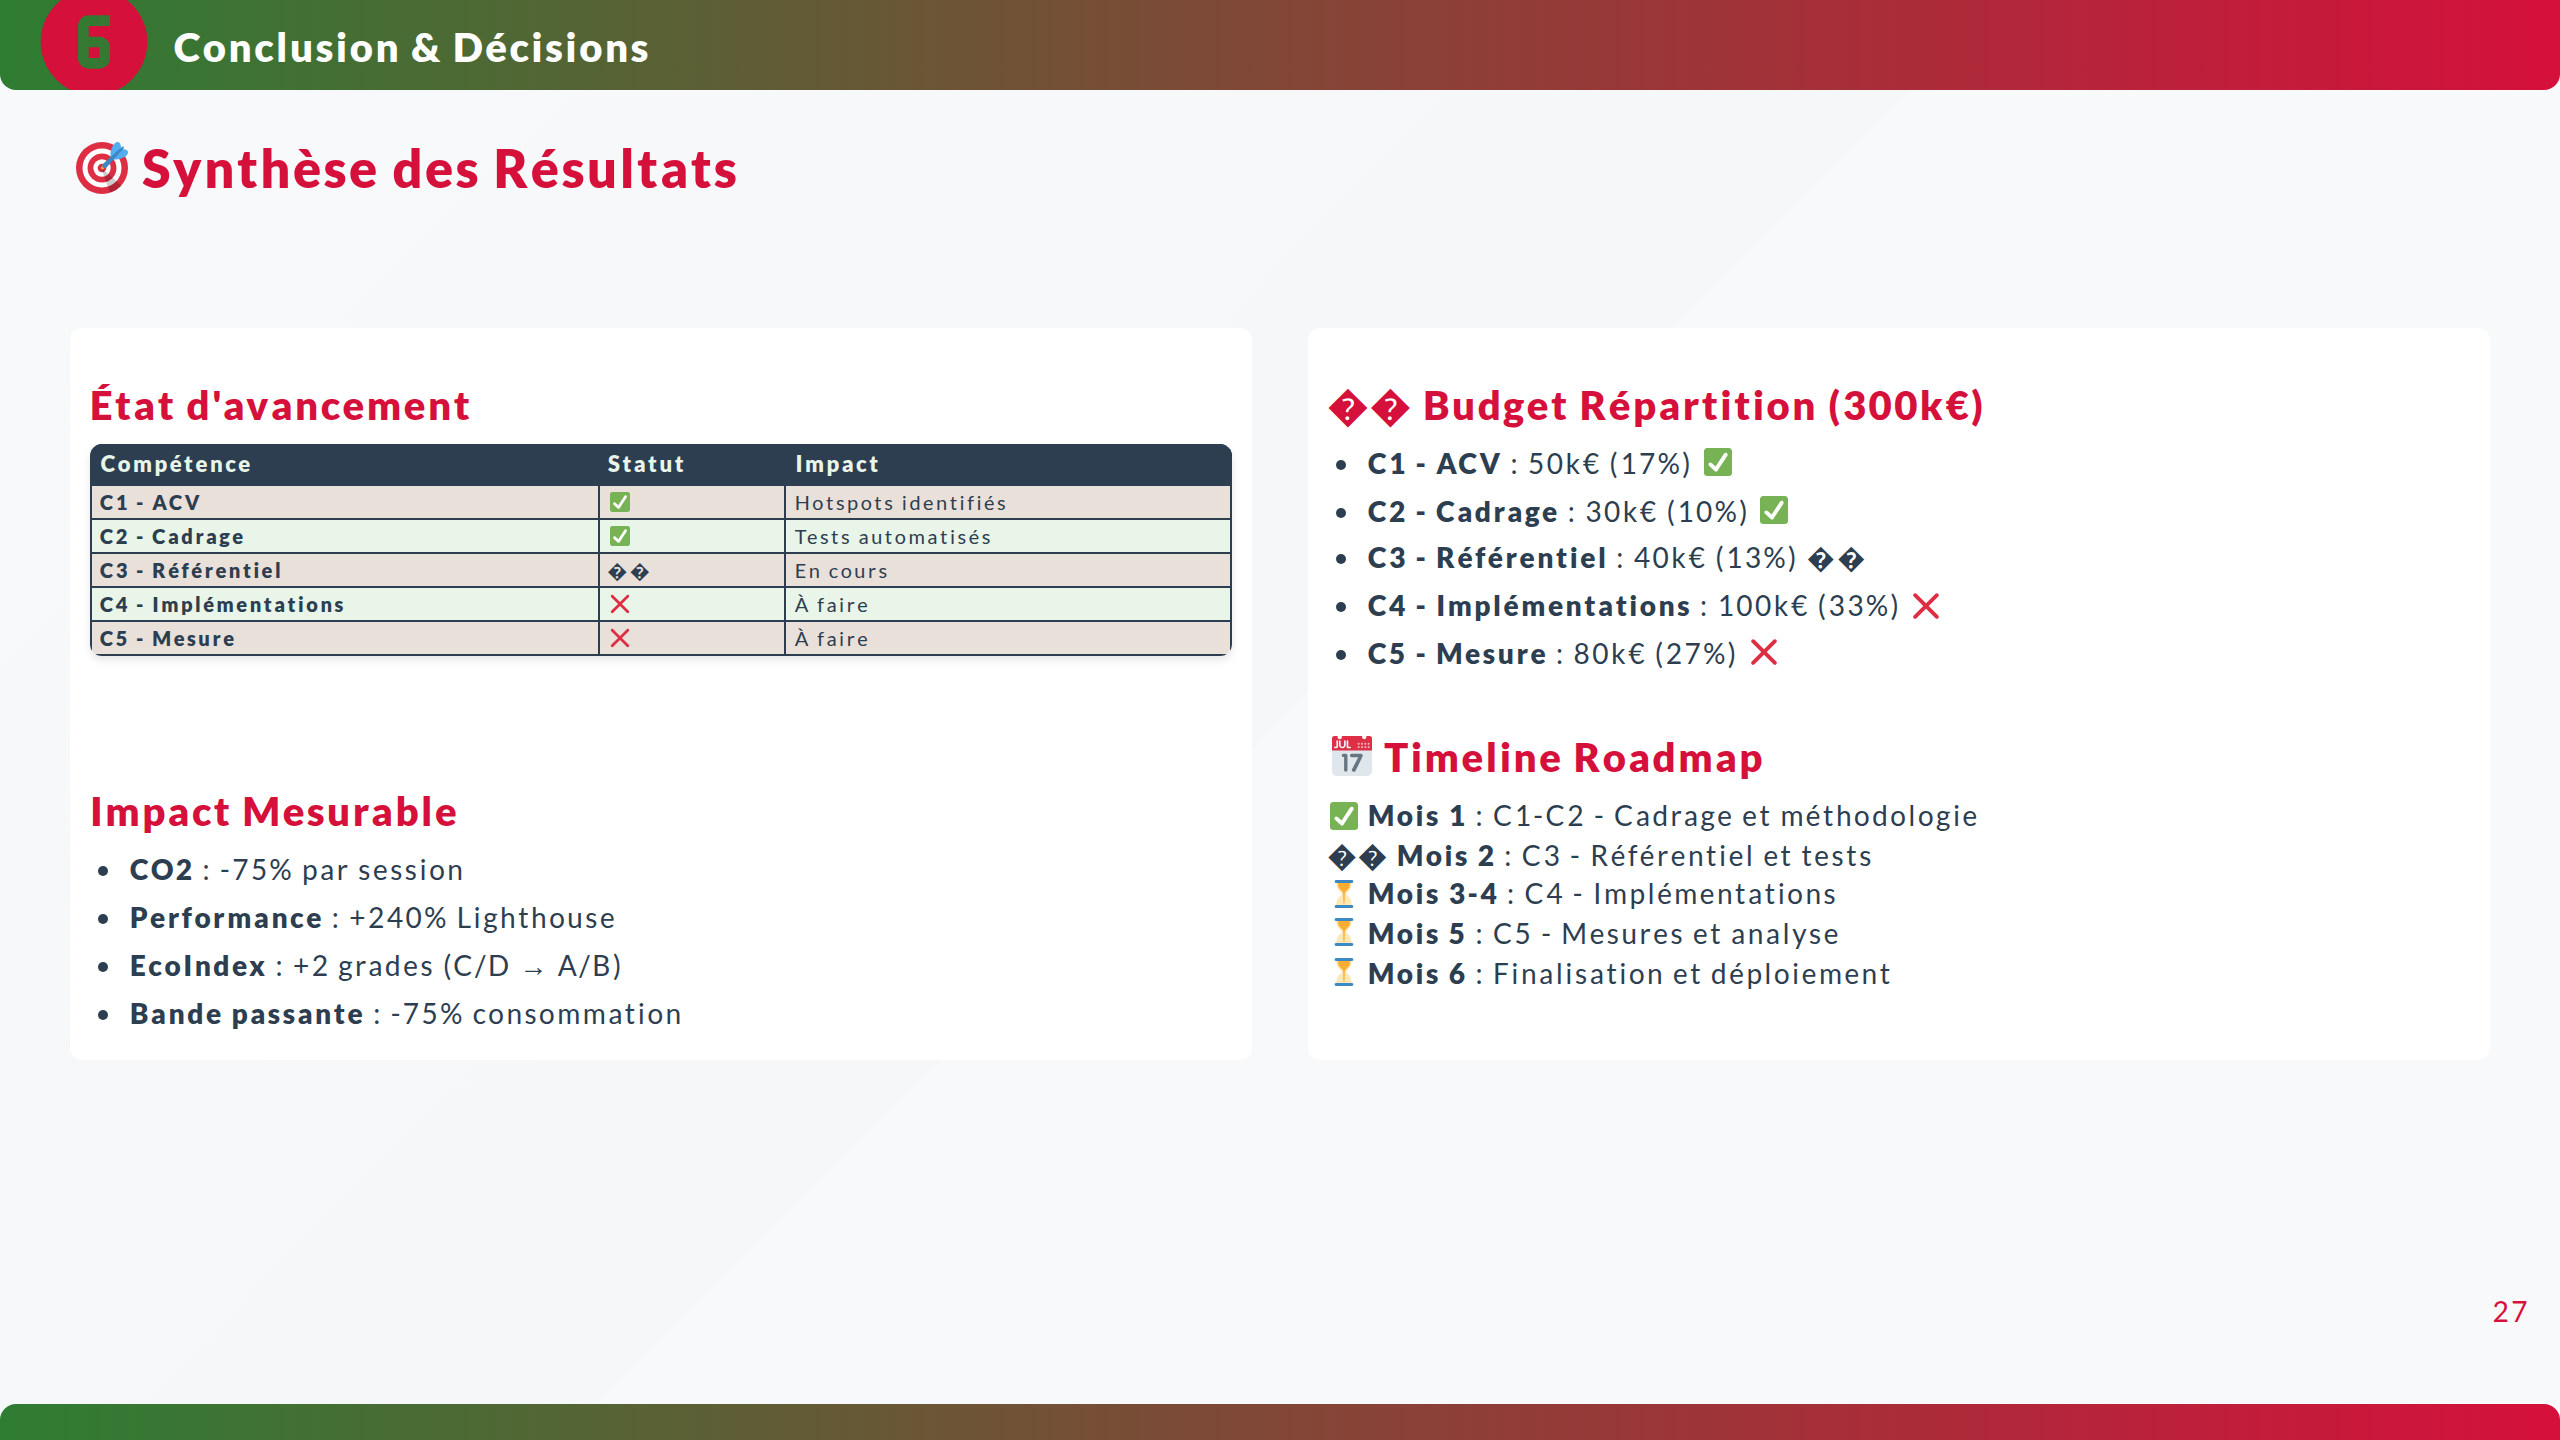 6
Conclusion & Décisions
🎯 Synthèse des Résultats
État d'avancement
Compétence Statut Impact
C1 - ACV ✅ Hotspots identifiés
C2 - Cadrage ✅ Tests automatisés
C3 - Référentiel �� En cours
C4 - Implémentations ❌ À faire
C5 - Mesure ❌ À faire
Impact Mesurable
• CO2 : -75% par session
• Performance : +240% Lighthouse
• EcoIndex : +2 grades (C/D → A/B)
• Bande passante : -75% consommation
�� Budget Répartition (300k€)
• C1 - ACV : 50k€ (17%) ✅
• C2 - Cadrage : 30k€ (10%) ✅
• C3 - Référentiel : 40k€ (13%) ��
• C4 - Implémentations : 100k€ (33%) ❌
• C5 - Mesure : 80k€ (27%) ❌
📅 Timeline Roadmap
✅ Mois 1 : C1-C2 - Cadrage et méthodologie
�� Mois 2 : C3 - Référentiel et tests
⏳ Mois 3-4 : C4 - Implémentations
⏳ Mois 5 : C5 - Mesures et analyse
⏳ Mois 6 : Finalisation et déploiement
27